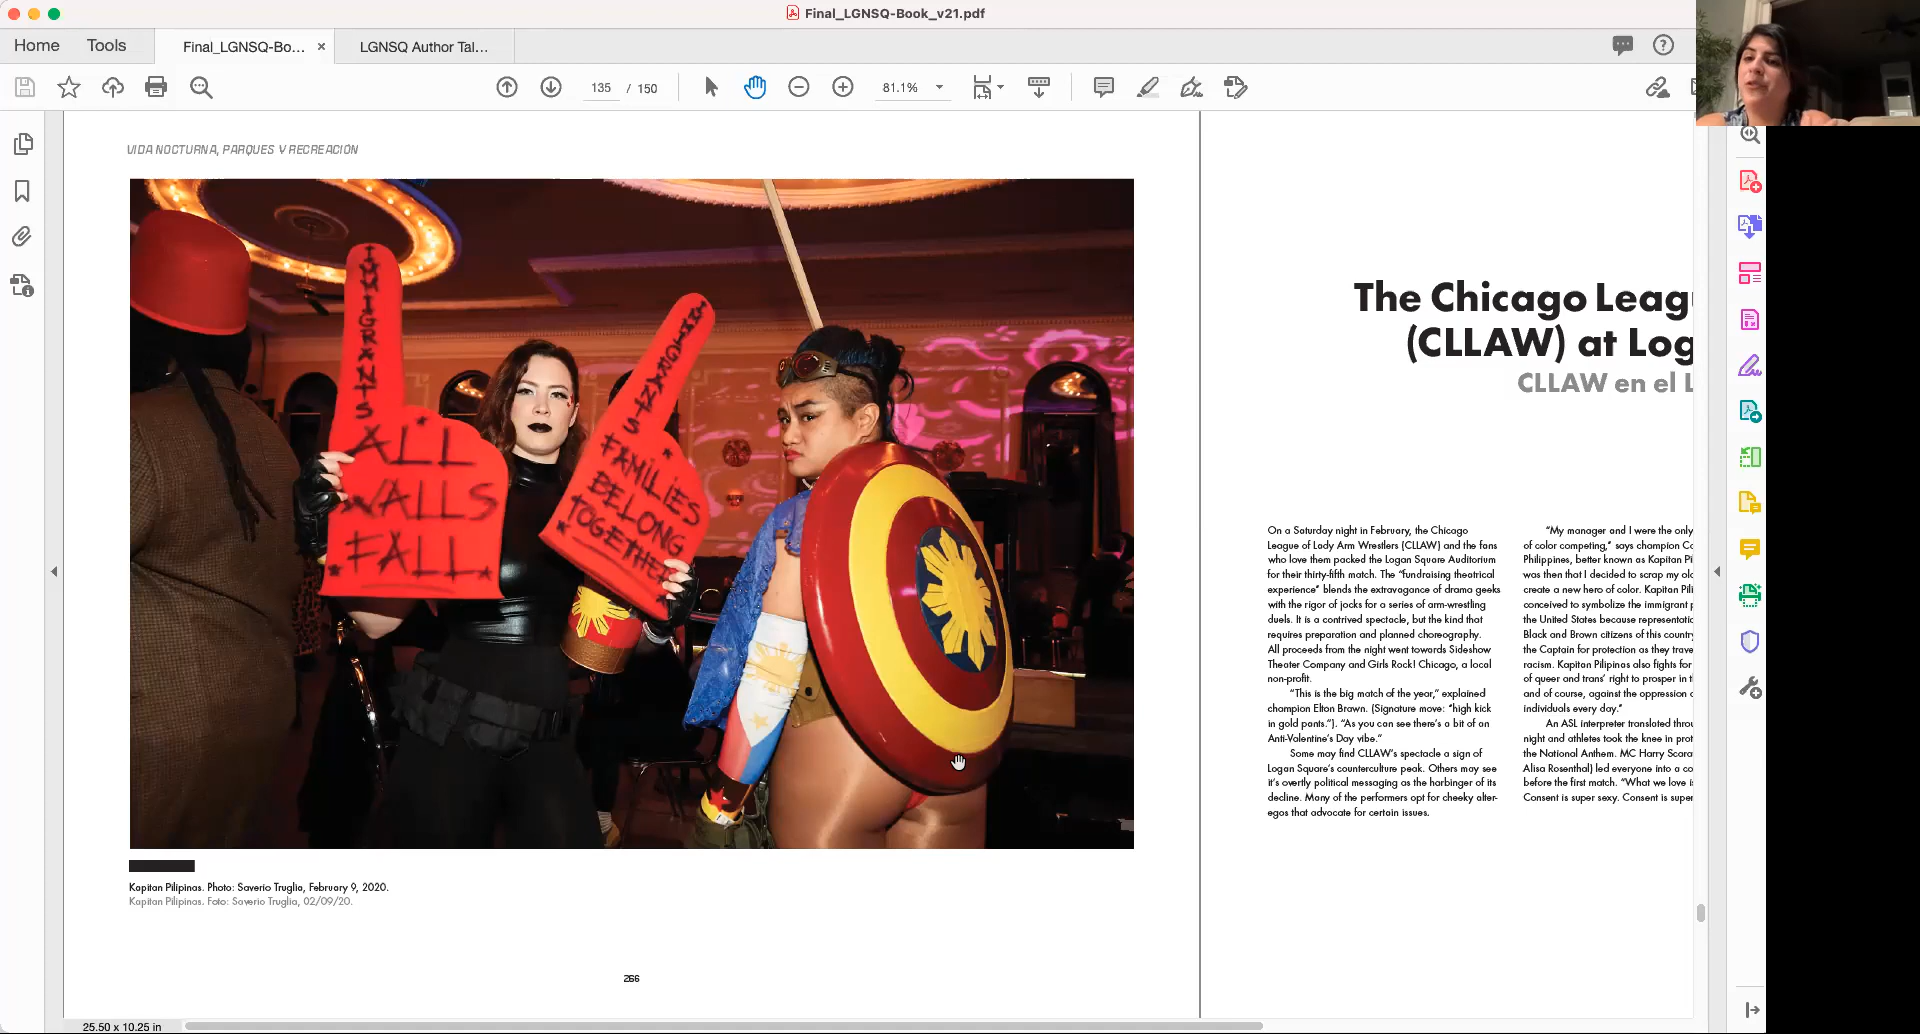 Final_LGNSQ-Book_v21.pdf
Home
Tools
Final_LGNSQ-Bo...
LGNSQ Author Tal...
135 / 150
81.1%
VIDA NOCTURNA, PARQUES Y RECREACIÓN
IMMIGRANTS
ALL
WALLS
FALL
IMMIGRANTS
FAMILIES
BELONG
TOGETHER
Kapitan Pilipinas. Photo: Saverio Truglia, February 9, 2020.
Kapitan Pilipinas. Foto: Saverio Truglia, 02/09/20.
266
The Chicago Leag
(CLLAW) at Log
CLLAW en el L
On a Saturday night in February, the Chicago
League of Lady Arm Wrestlers (CLLAW) and the fans
who love them packed the Logan Square Auditorium
for their thirty-fifth match. The "fundraising theatrical
experience" blends the extravagance of drama geeks
with the rigor of jocks for a series of arm-wrestling
duels. It is a contrived spectacle, but the kind that
requires preparation and planned choreography.
All proceeds from the night went towards Sideshow
Theater Company and Girls Rock! Chicago, a local
non-profit.
"This is the big match of the year," explained
champion Elton Brown. (Signature move: "high kick
in gold pants."). "As you can see there's a bit of an
Anti-Valentine's Day vibe."
Some may find CLLAW's spectacle a sign of
Logan Square's counterculture peak. Others may see
it's overtly political messaging as the harbinger of its
decline. Many of the performers opt for cheeky alter-
egos that advocate for certain issues.
"My manager and I were the only
of color competing," says champion Co
Philippines, better known as Kapitan Pi
was then that I decided to scrap my ol
create a new hero of color. Kapitan Pili
conceived to symbolize the immigrant
the United States because representati
Black and Brown citizens of this country
the Captain for protection as they trave
racism. Kapitan Pilipinas also fights for
of queer and trans' right to prosper in t
and of course, against the oppression o
individuals every day."
An ASL interpreter translated throu
night and athletes took the knee in prot
the National Anthem. MC Harry Scara
Alisa Rosenthal) led everyone into a co
before the first match. "What we love i
Consent is super sexy. Consent is super
25.50 x 10.25 in